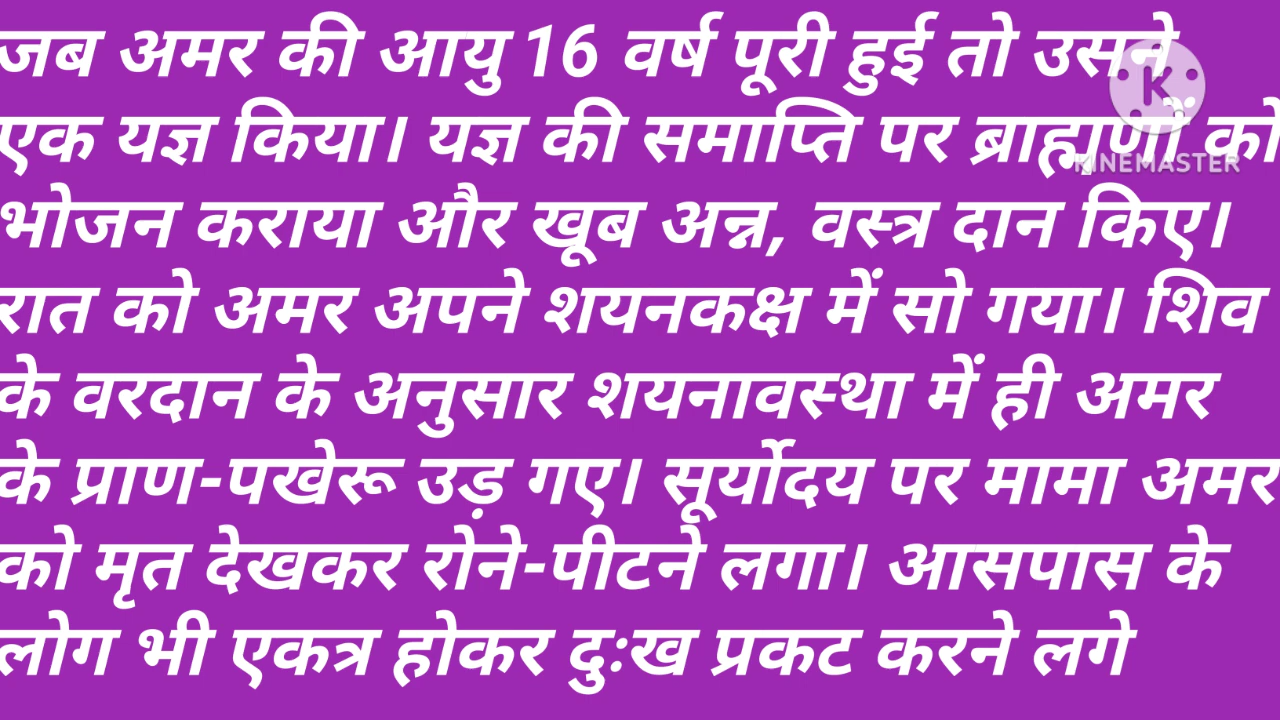 जब अमर की आयु 16 वर्ष पूरी हुई तो उसने
एक यज्ञ किया। यज्ञ की समाप्ति पर ब्राह्मणों को
KINEMASTER
भोजन कराया और खूब अन्न, वस्त्र दान किए।
रात को अमर अपने शयनकक्ष में सो गया। शिव
के वरदान के अनुसार शयनावस्था में ही अमर
के प्राण-पखेरू उड़ गए। सूर्योदय पर मामा अमर
को मृत देखकर रोने-पीटने लगा। आसपास के
लोग भी एकत्र होकर दुःख प्रकट करने लगे